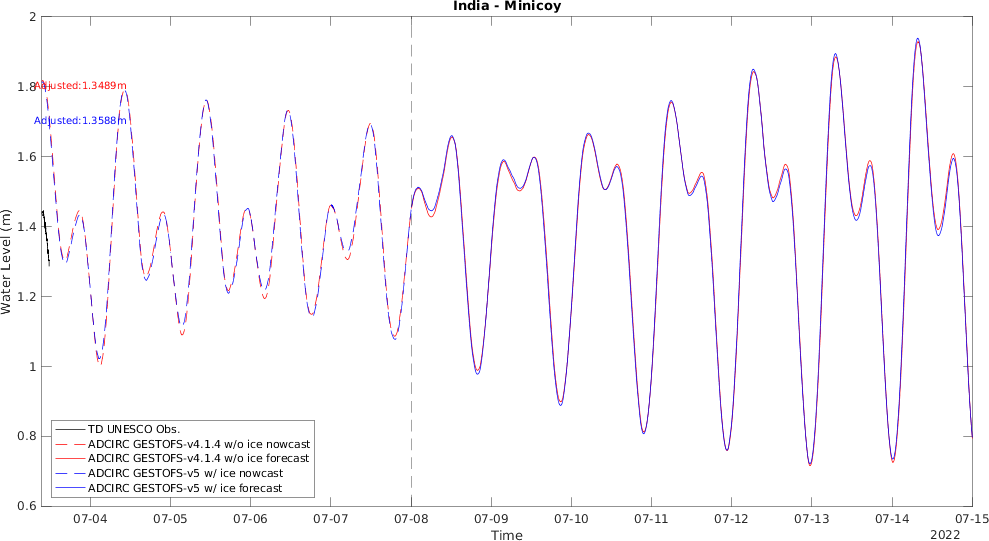 India - Minicoy
Water Level (m)
2
1.8
1.6
1.4
1.2
1
0.8
0.6
Adjusted:1.3489m
Adjusted:1.3588m
TD UNESCO Obs.
ADCIRC GESTOFS-v4.1.4 w/o ice nowcast
ADCIRC GESTOFS-v4.1.4 w/o ice forecast
ADCIRC GESTOFS-v5 w/ ice nowcast
ADCIRC GESTOFS-v5 w/ ice forecast
07-04 07-05 07-06 07-07 07-08 07-09 07-10 07-11 07-12 07-13 07-14 07-15
Time
2022